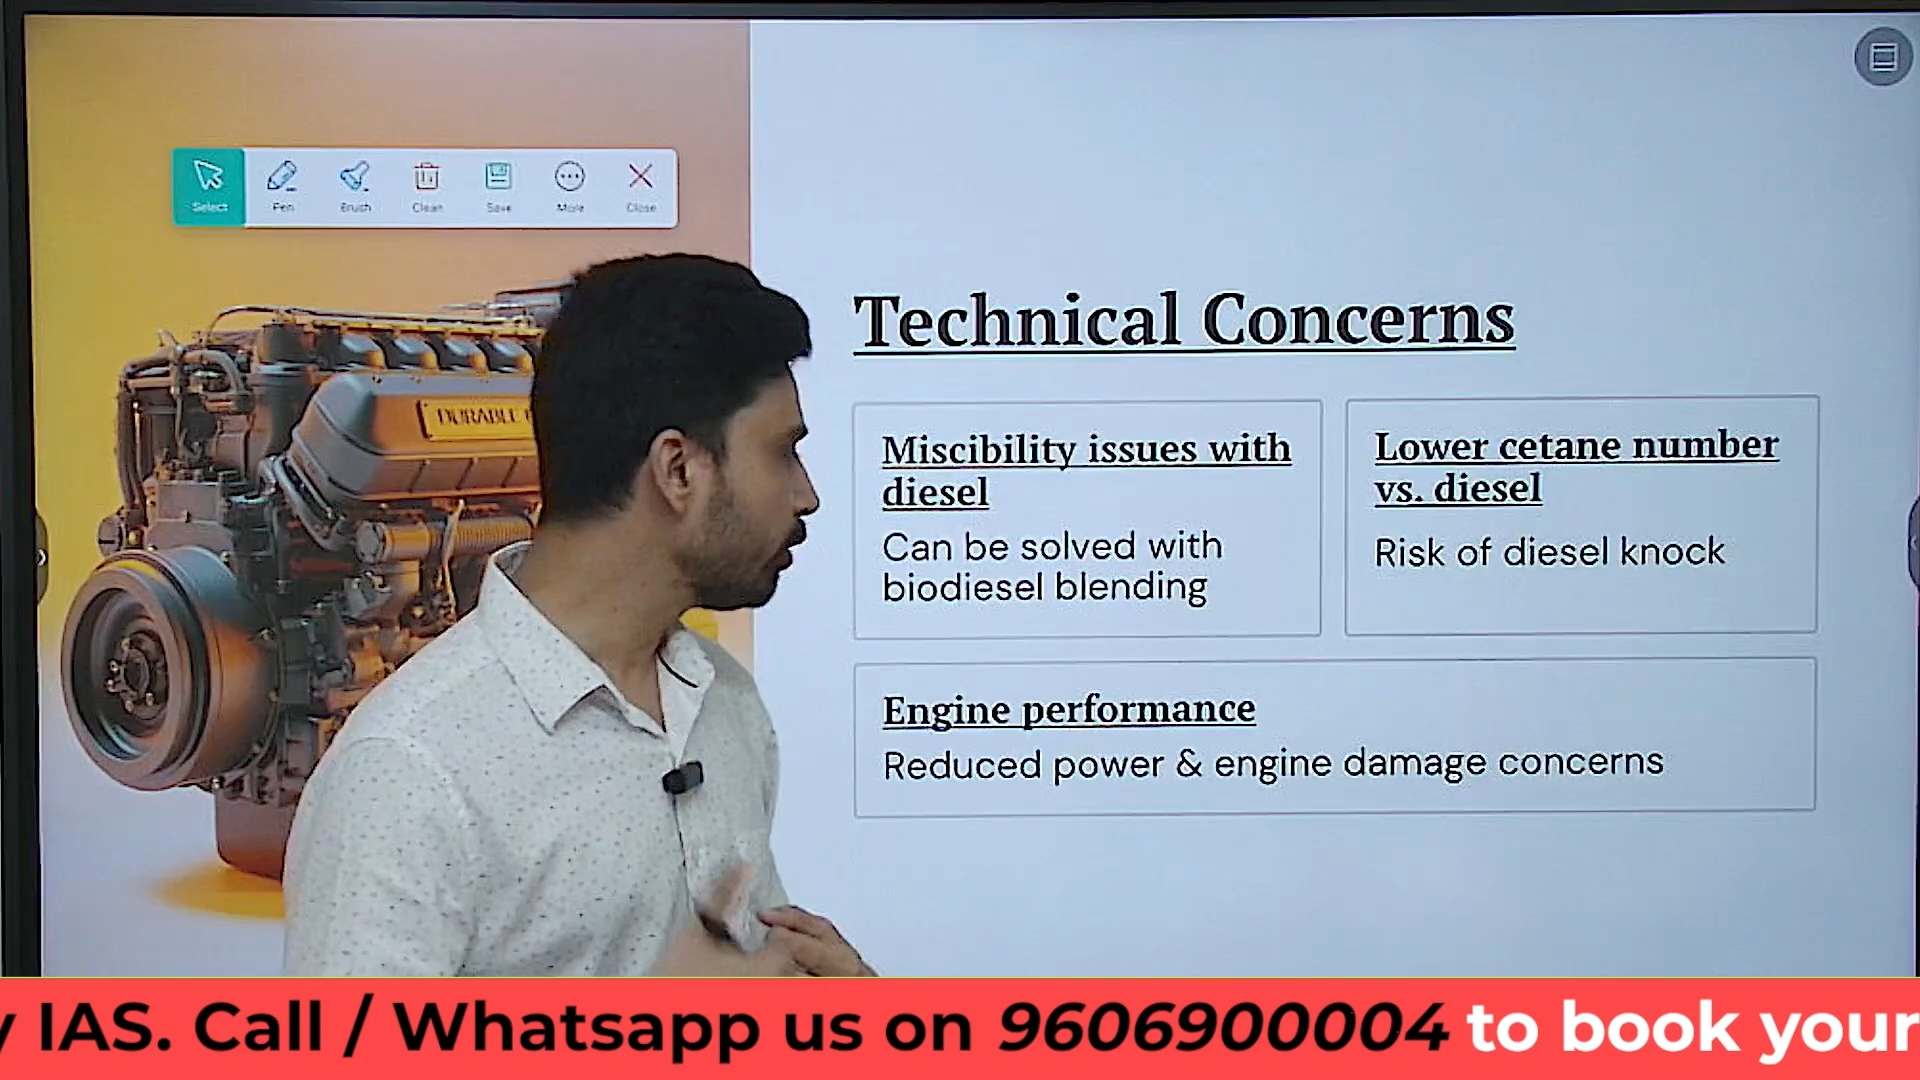 Select Pen Brush Clean Save More Close
DURABLE
Technical Concerns
Miscibility issues with
diesel
Can be solved with
biodiesel blending
Lower cetane number
vs. diesel
Risk of diesel knock
Engine performance
Reduced power & engine damage concerns
y IAS. Call / Whatsapp us on 9606900004 to book your